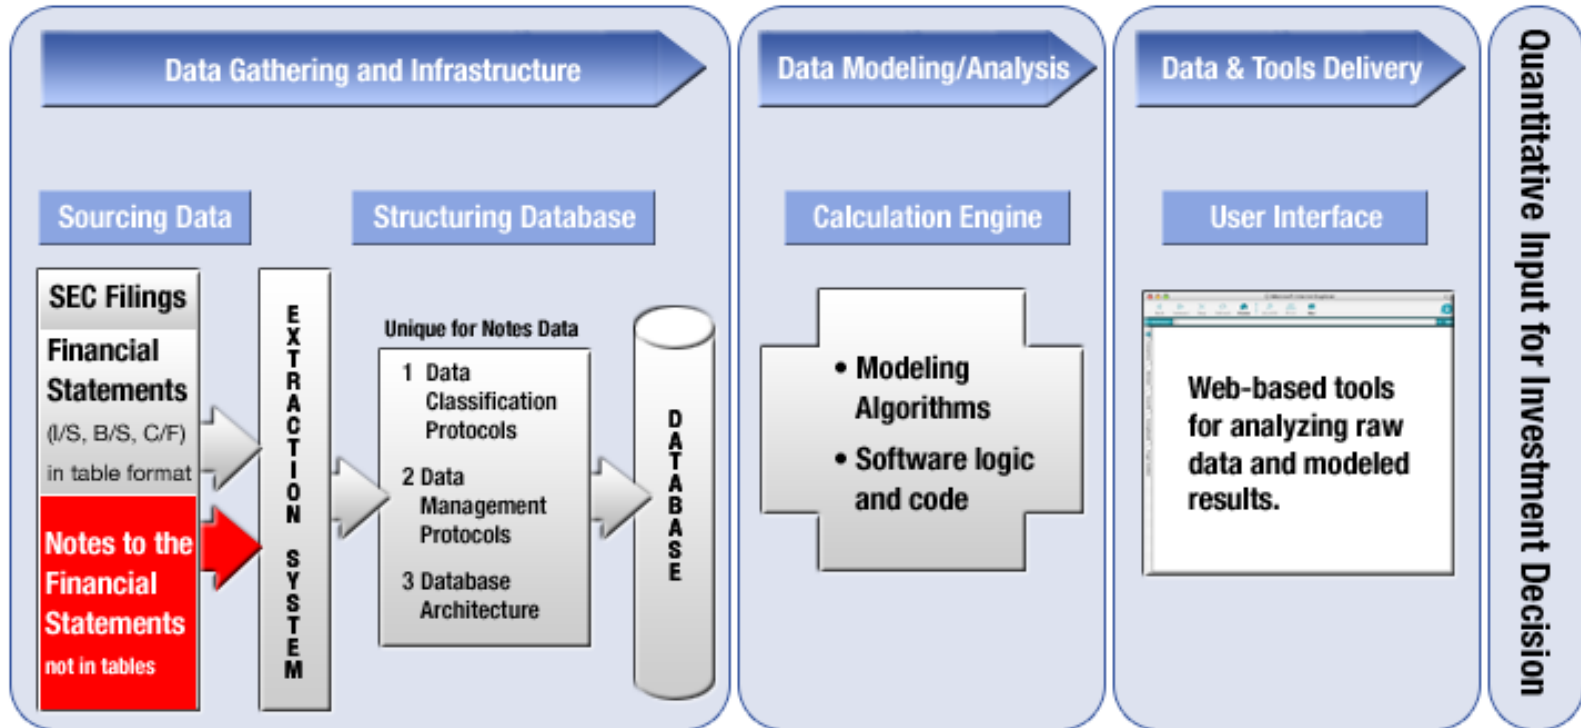 Data Gathering and Infrastructure
Data Modeling/Analysis
Data & Tools Delivery
Quantitative Input for Investment Decision
Sourcing Data
Structuring Database
Calculation Engine
User Interface
SEC Filings
Financial
Statements
(I/S, B/S, C/F)
in table format
Notes to the
Financial
Statements
not in tables
EXTRACTION SYSTEM
Unique for Notes Data
1 Data
Classification
Protocols
2 Data
Management
Protocols
3 Database
Architecture
DATABASE
• Modeling
Algorithms
• Software logic
and code
Web-based tools
for analyzing raw
data and modeled
results.